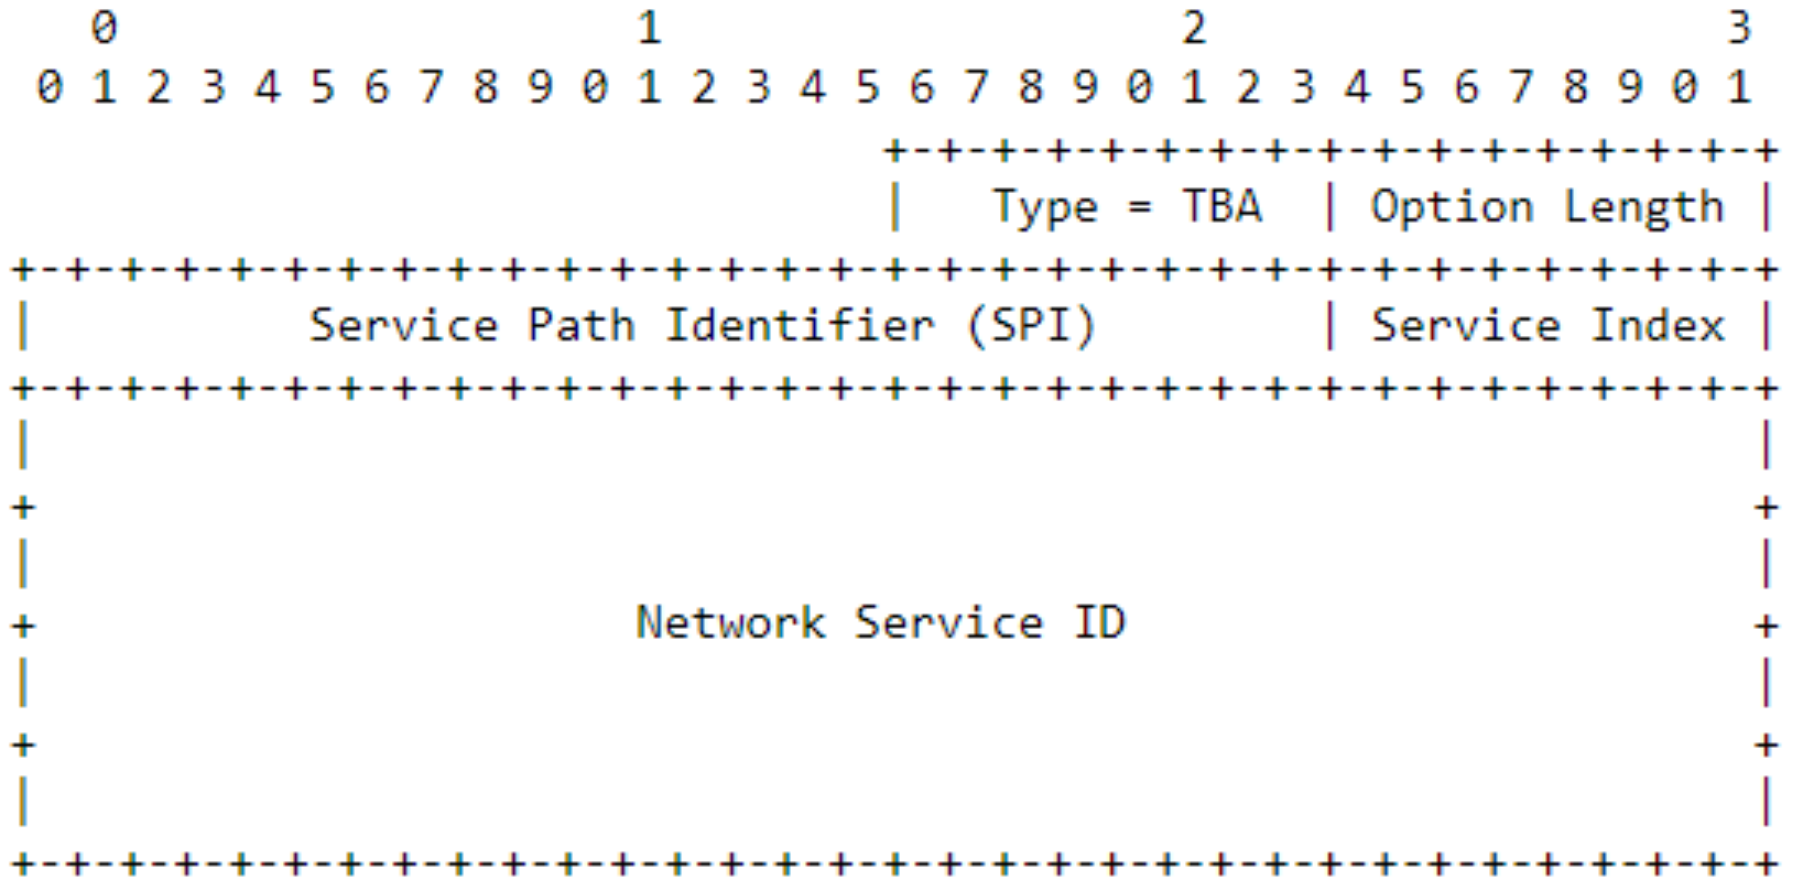 0                   1                   2                   3
 0 1 2 3 4 5 6 7 8 9 0 1 2 3 4 5 6 7 8 9 0 1 2 3 4 5 6 7 8 9 0 1
                                +-+-+-+-+-+-+-+-+-+-+-+-+-+-+-+-+
                                |   Type = TBA  | Option Length |
+-+-+-+-+-+-+-+-+-+-+-+-+-+-+-+-+-+-+-+-+-+-+-+-+-+-+-+-+-+-+-+-+
|          Service Path Identifier (SPI)        | Service Index |
+-+-+-+-+-+-+-+-+-+-+-+-+-+-+-+-+-+-+-+-+-+-+-+-+-+-+-+-+-+-+-+-+
|                                                               |
+                                                               +
|                                                               |
+                      Network Service ID                       +
|                                                               |
+                                                               +
|                                                               |
+-+-+-+-+-+-+-+-+-+-+-+-+-+-+-+-+-+-+-+-+-+-+-+-+-+-+-+-+-+-+-+-+